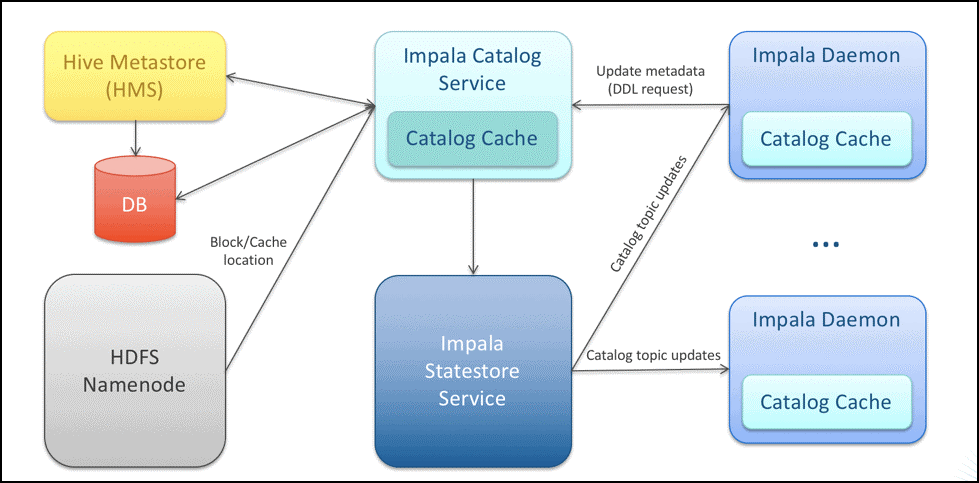 Hive Metastore
(HMS)
DB
HDFS
Namenode
Block/Cache
location
Impala Catalog
Service
Catalog Cache
Impala
Statestore
Service
Update metadata
(DDL request)
Catalog topic updates
Catalog topic updates
Impala Daemon
Catalog Cache
...
Impala Daemon
Catalog Cache